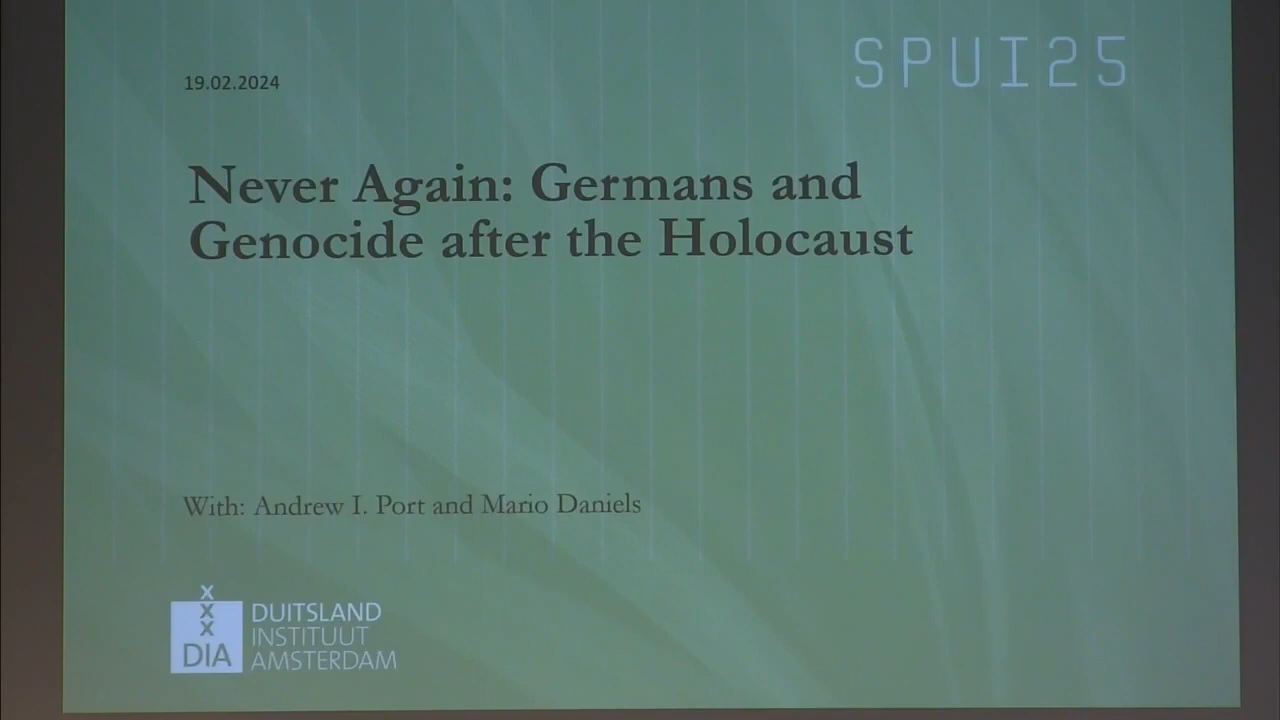 19.02.2024
SPUI25
Never Again: Germans and
Genocide after the Holocaust
With: Andrew I. Port and Mario Daniels
X
X
X
DIA
DUITSLAND
INSTITUUT
AMSTERDAM